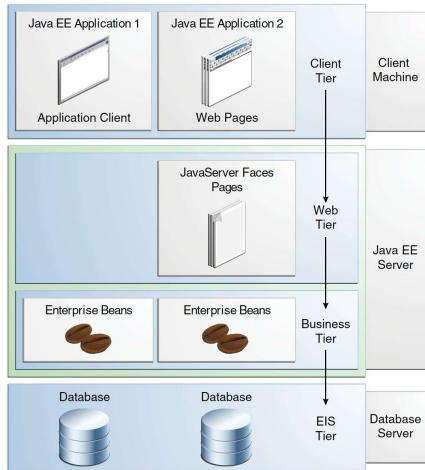 Java EE Application 1
Java EE Application 2
Application Client
Web Pages
Client
Tier
Client
Machine
JavaServer Faces
Pages
Web
Tier
Java EE
Server
Enterprise Beans
Enterprise Beans
Business
Tier
Database
Database
EIS
Tier
Database
Server